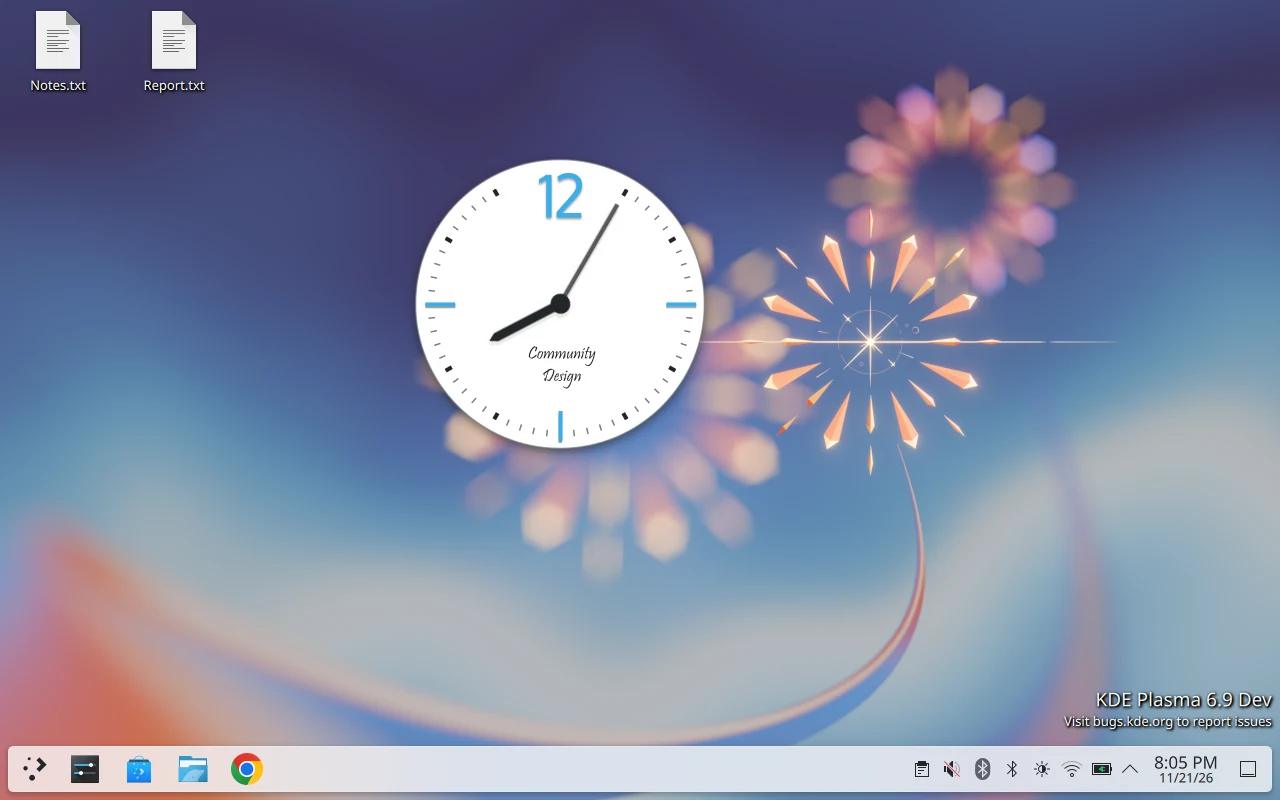 Notes.txt
Report.txt
12
Community
Design
KDE Plasma 6.9 Dev
Visit bugs.kde.org to report issues
8:05 PM
11/21/26